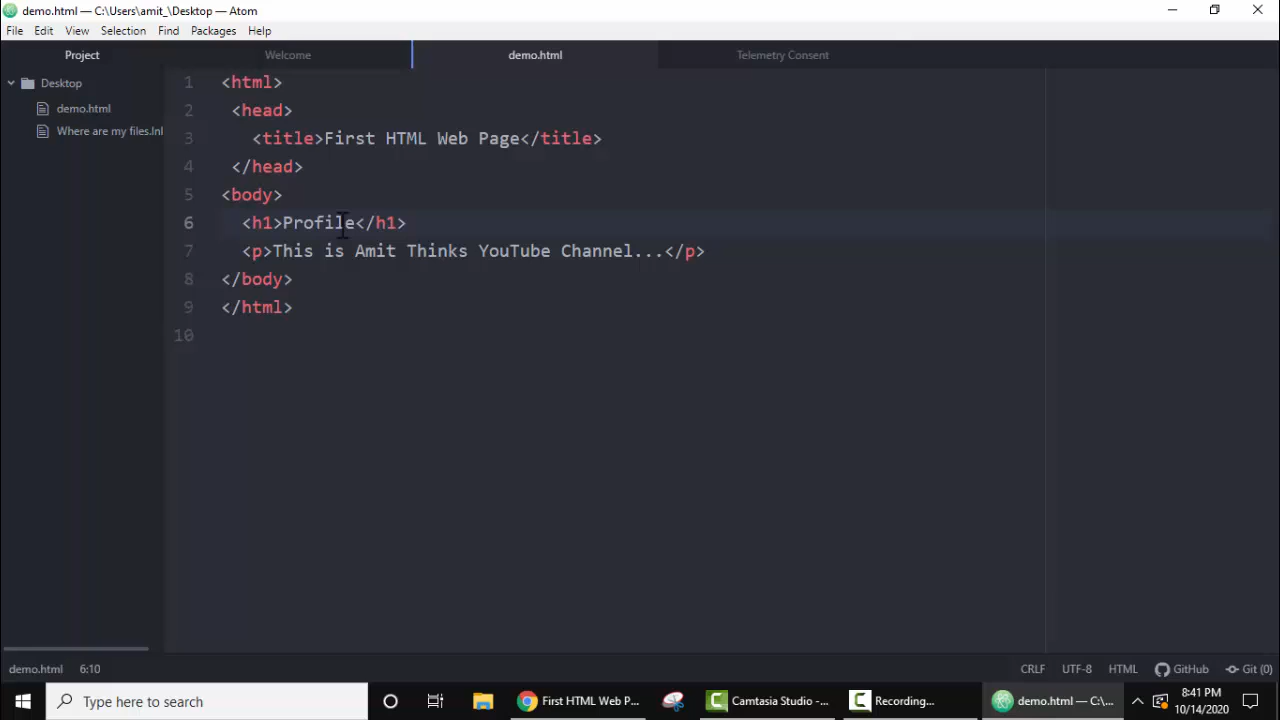 demo.html — C:\Users\amit_\Desktop — Atom
File Edit View Selection Find Packages Help
Project Welcome demo.html Telemetry Consent
Desktop
demo.html
Where are my files.lnl
1 <html>
2 <head>
3 <title>First HTML Web Page</title>
4 </head>
5 <body>
6 <h1>Profile</h1>
7 <p>This is Amit Thinks YouTube Channel...</p>
8 </body>
9 </html>
10
demo.html 6:10 CRLF UTF-8 HTML GitHub Git (0)
Type here to search First HTML Web P... Camtasia Studio -... Recording... demo.html — C:\... 8:41 PM
10/14/2020